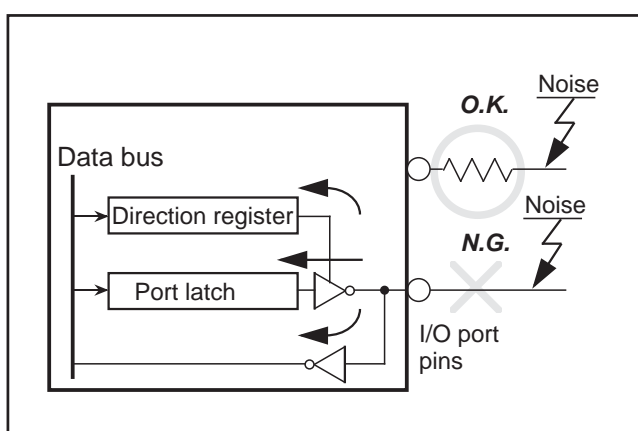 Noise
O.K.
Data bus
Direction register
Noise
N.G.
Port latch
I/O port
pins